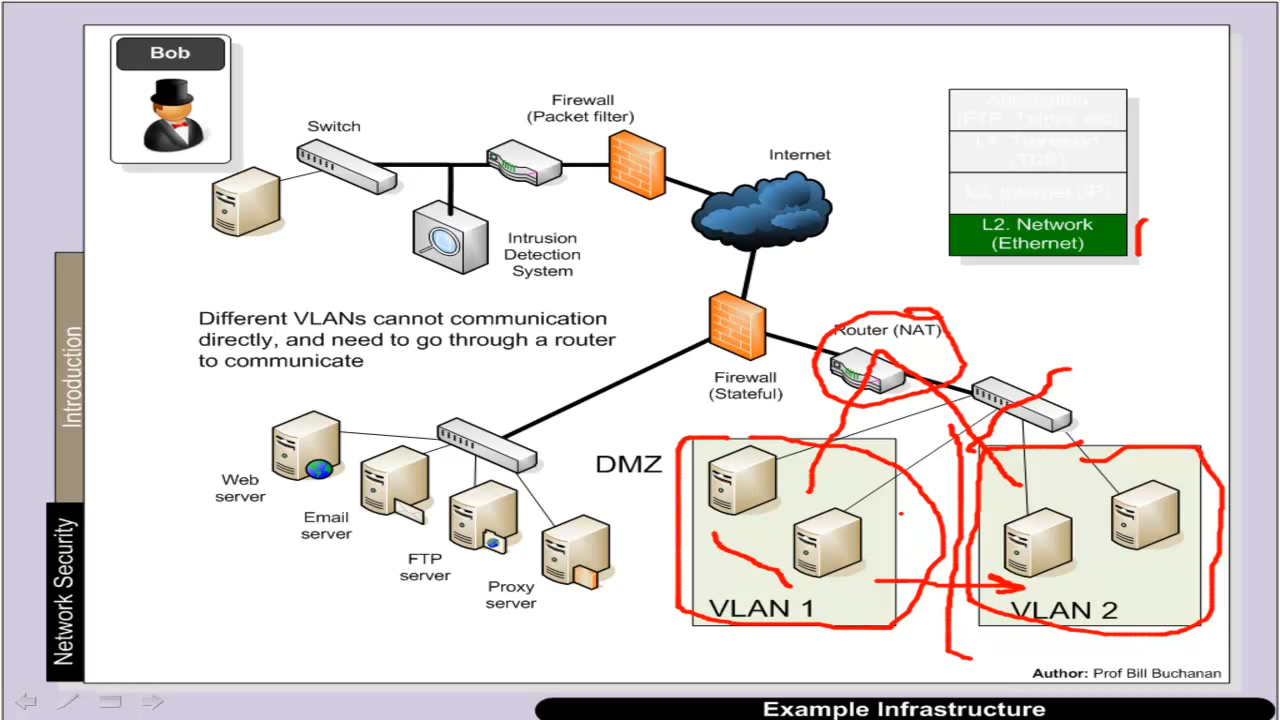 Bob
Switch
Firewall
(Packet filter)
Internet
Intrusion
Detection
System
L2. Network
(Ethernet)
Different VLANs cannot communication
directly, and need to go through a router
to communicate
Router (NAT)
Firewall
(Stateful)
DMZ
Web
server
Email
server
FTP
server
Proxy
server
VLAN 1
VLAN 2
Introduction
Network Security
Author: Prof Bill Buchanan
Example Infrastructure